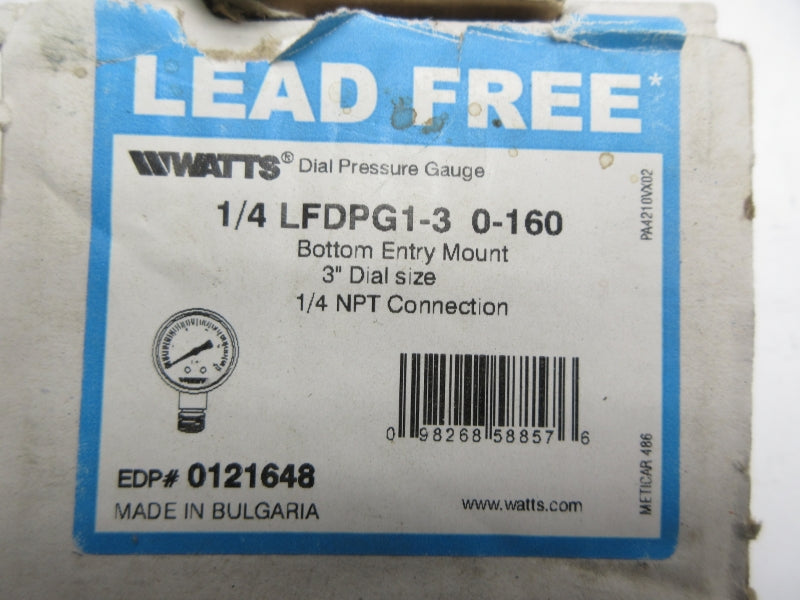 LEAD FREE*
WATTS® Dial Pressure Gauge
1/4 LFDPG1-3 0-160
Bottom Entry Mount
3" Dial size
1/4 NPT Connection
0 98268 58857 6
EDP# 0121648
MADE IN BULGARIA
www.watts.com
PA4210VX02
METICAR 486